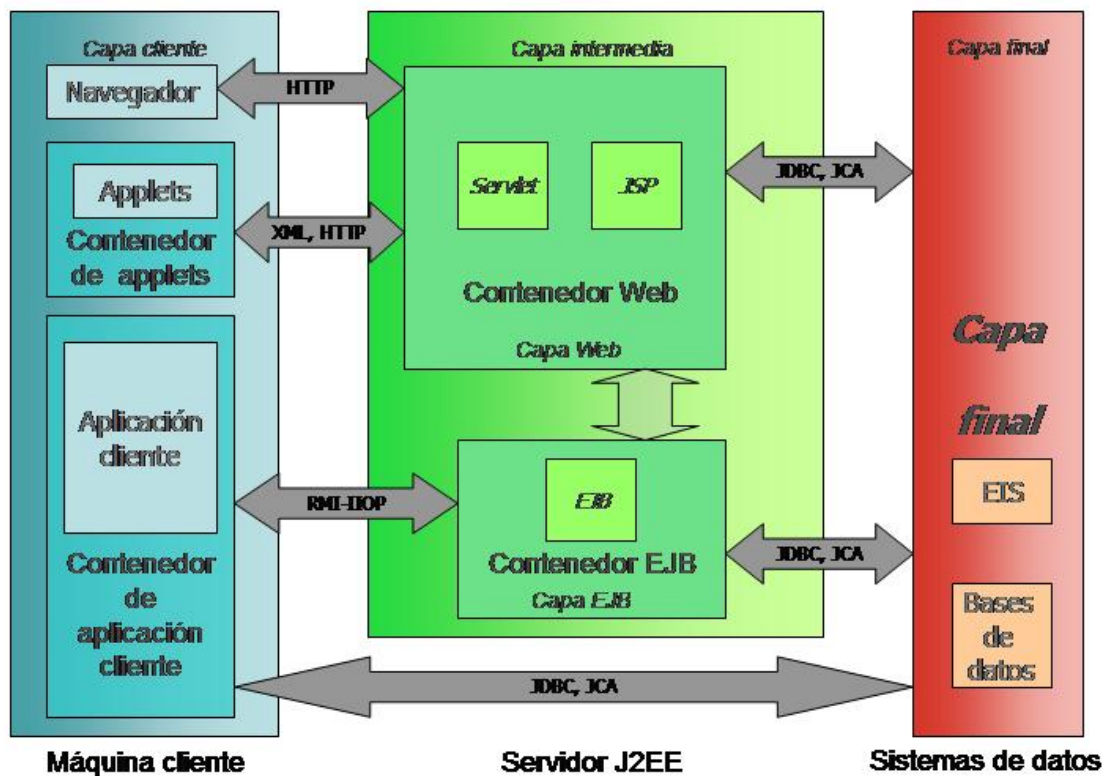 Capa cliente
Navegador
Applets
Contenedor
de applets
Aplicación
cliente
Contenedor
de
aplicación
cliente
Máquina cliente
HTTP
XML, HTTP
RMI-IIOP
JDBC, JCA
Capa intermedia
Servlet
JSP
Contenedor Web
Capa Web
EJB
Contenedor EJB
Capa EJB
Servidor J2EE
JDBC, JCA
JDBC, JCA
Capa final
Capa
final
EIS
Bases
de
datos
Sistemas de datos